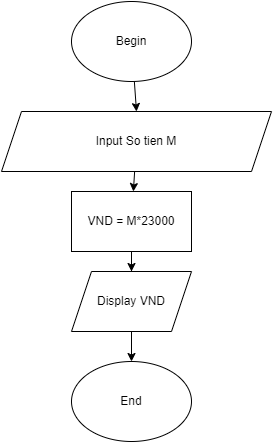 Begin
Input So tien M
VND = M*23000
Display VND
End